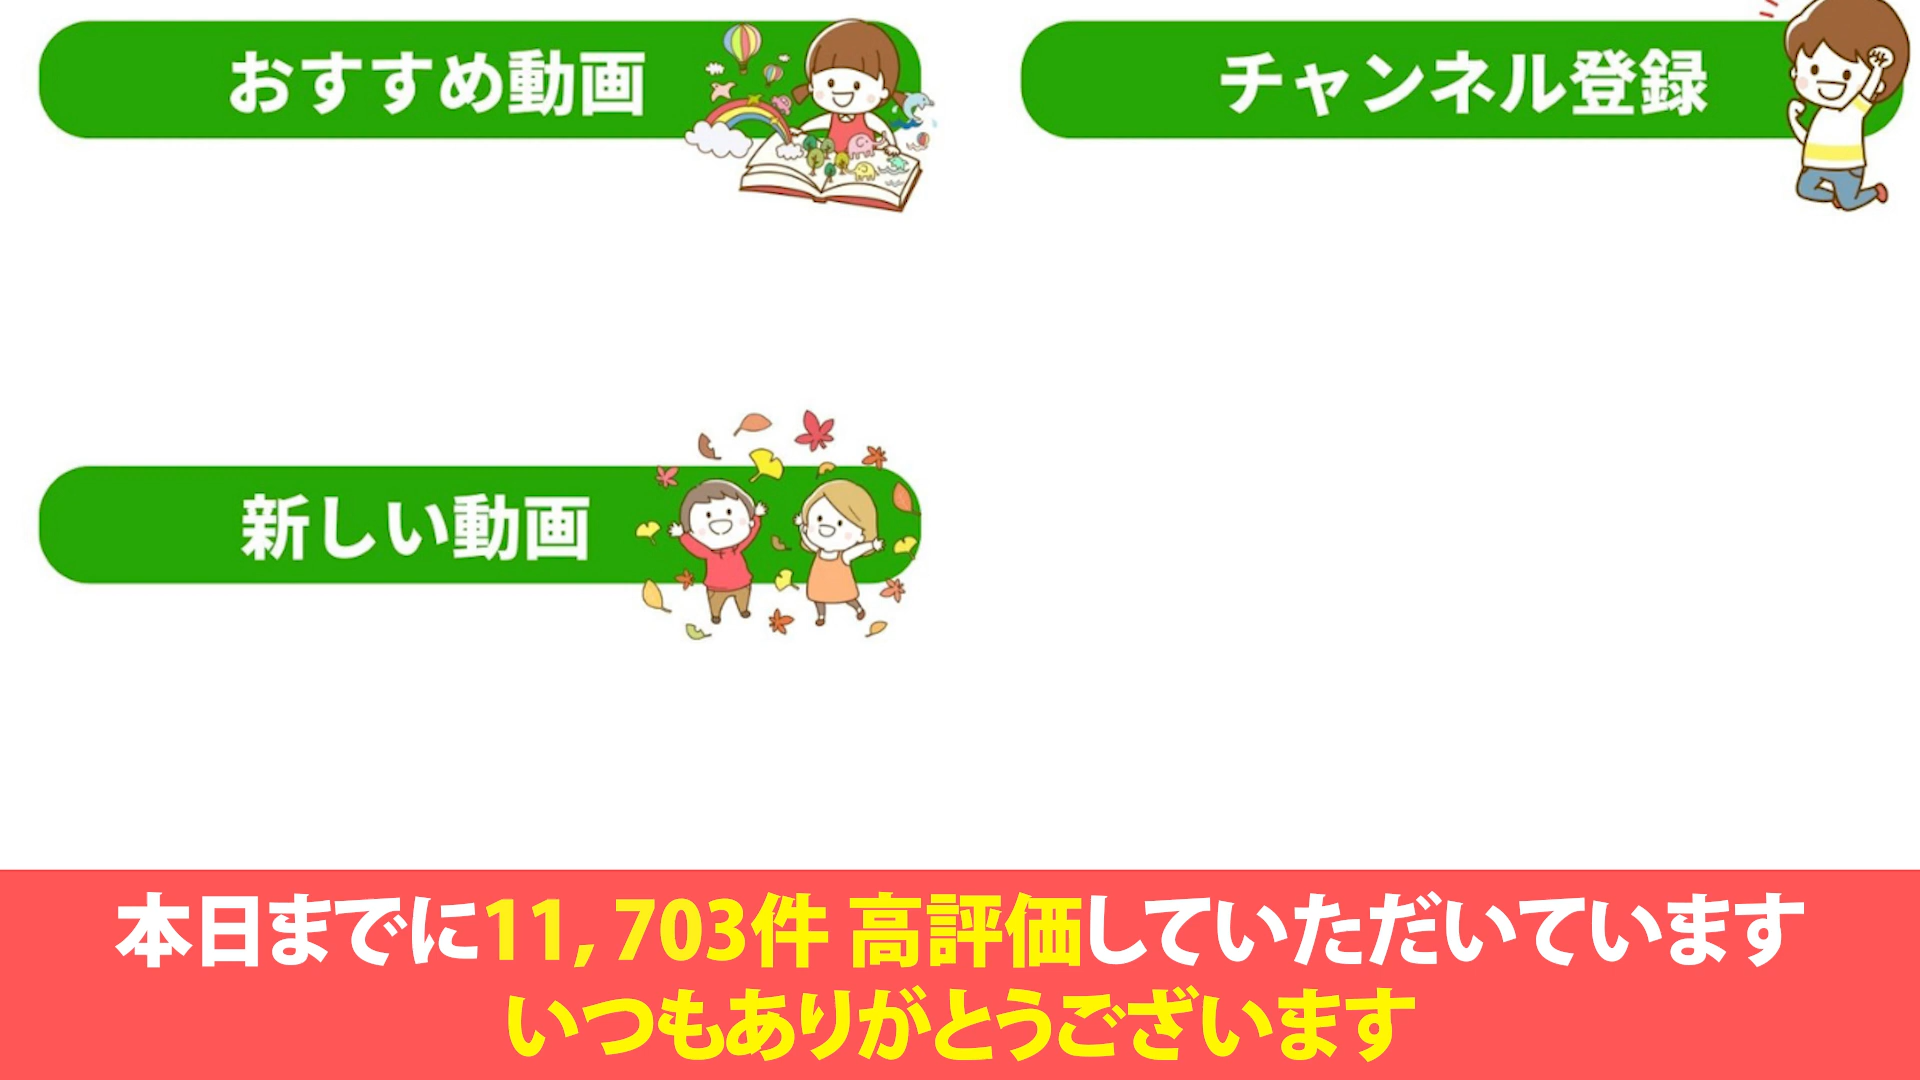 おすすめ動画
チャンネル登録
新しい動画
本日までに11,703件 高評価していただいています
いつもありがとうございます